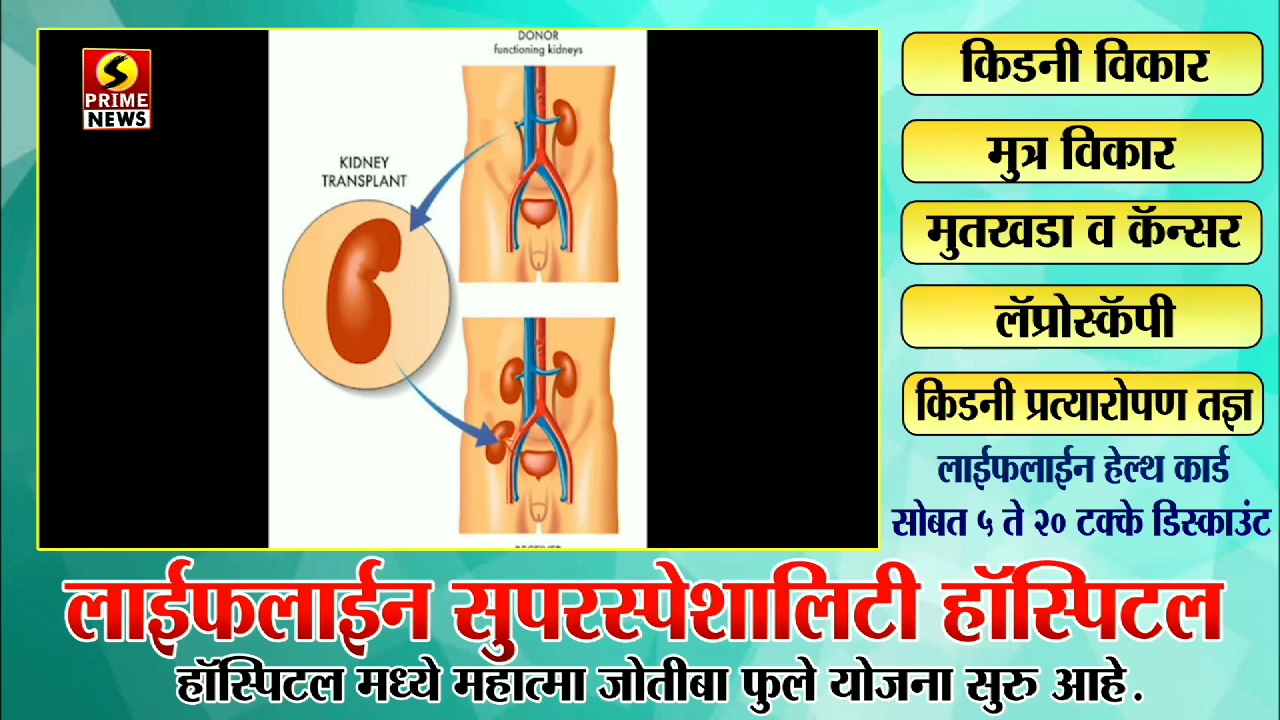 S
PRIME
NEWS
DONOR
functioning kidneys
KIDNEY
TRANSPLANT
किडनी विकार
मुत्र विकार
मुतखडा व कॅन्सर
लॅप्रोस्कॅपी
किडनी प्रत्यारोपण तज्ञ
लाईफलाईन हेल्थ कार्ड
सोबत ५ ते २० टक्के डिस्काउंट
लाईफलाईन सुपरस्पेशालिटी हॉस्पिटल
हॉस्पिटल मध्ये महात्मा जोतीबा फुले योजना सुरु आहे.